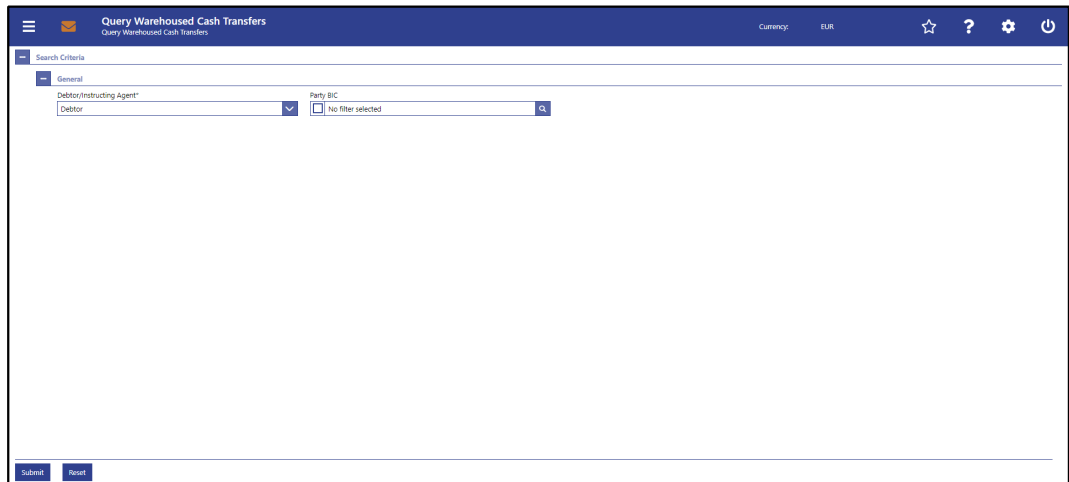 Query Warehoused Cash Transfers
Query Warehoused Cash Transfers
Currency: EUR
?
Search Criteria
General
Debtor/Instructing Agent* Party BIC
Debtor No filter selected
Submit Reset